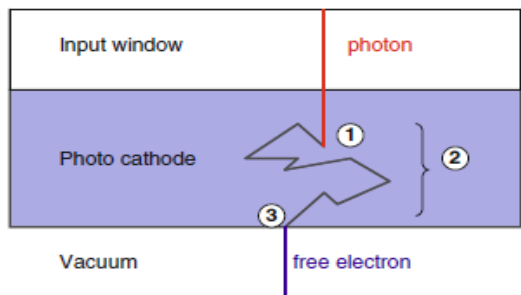 Input window
photon
1
Photo cathode
2
3
Vacuum
free electron